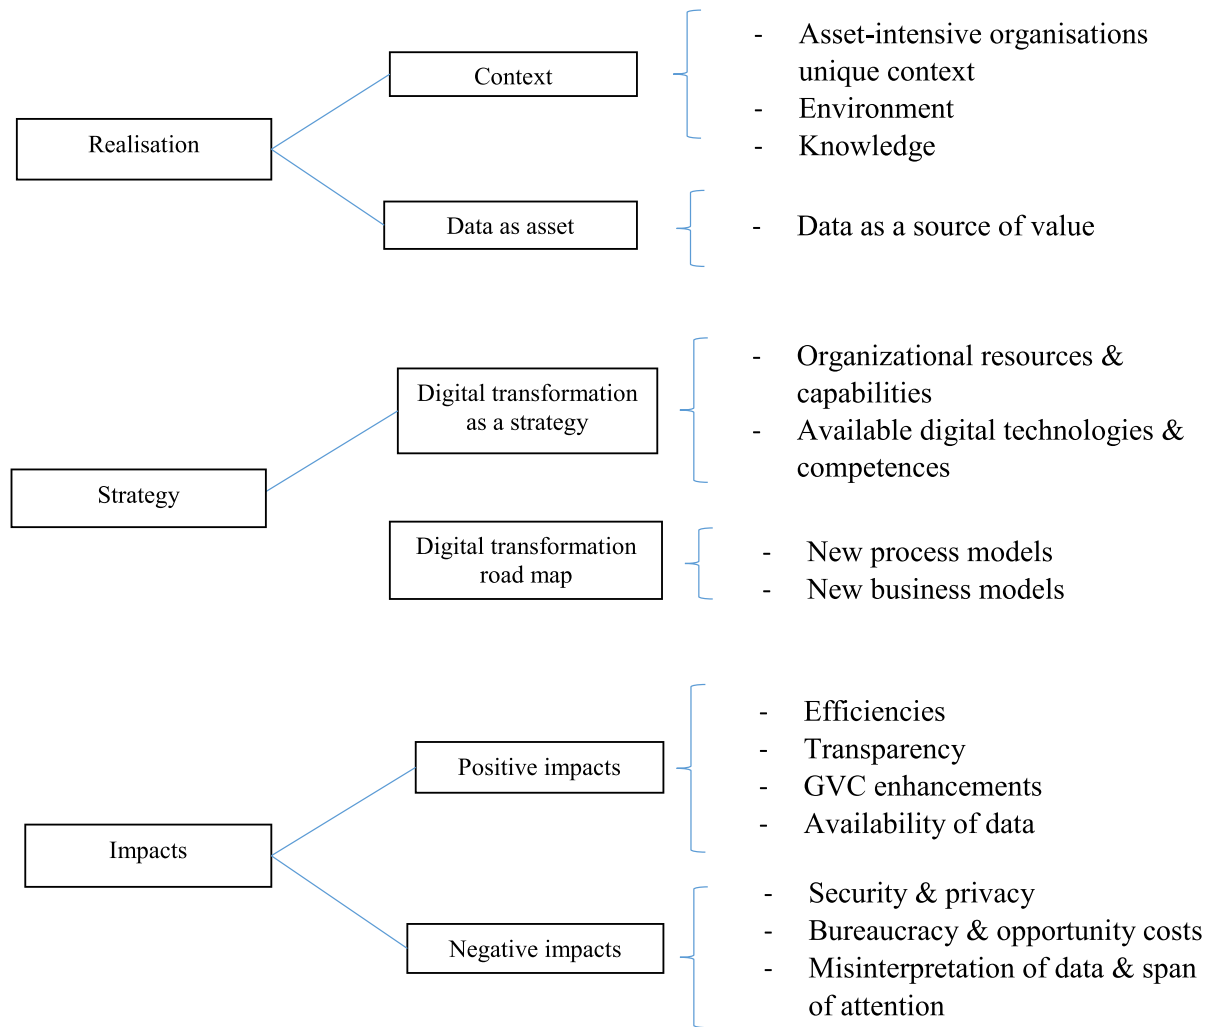 Realisation
Context
- Asset-intensive organisations
unique context
- Environment
- Knowledge
Data as asset
- Data as a source of value
Strategy
Digital transformation
as a strategy
- Organizational resources &
capabilities
- Available digital technologies &
competences
Digital transformation
road map
- New process models
- New business models
Impacts
Positive impacts
- Efficiencies
- Transparency
- GVC enhancements
- Availability of data
Negative impacts
- Security & privacy
- Bureaucracy & opportunity costs
- Misinterpretation of data & span
of attention